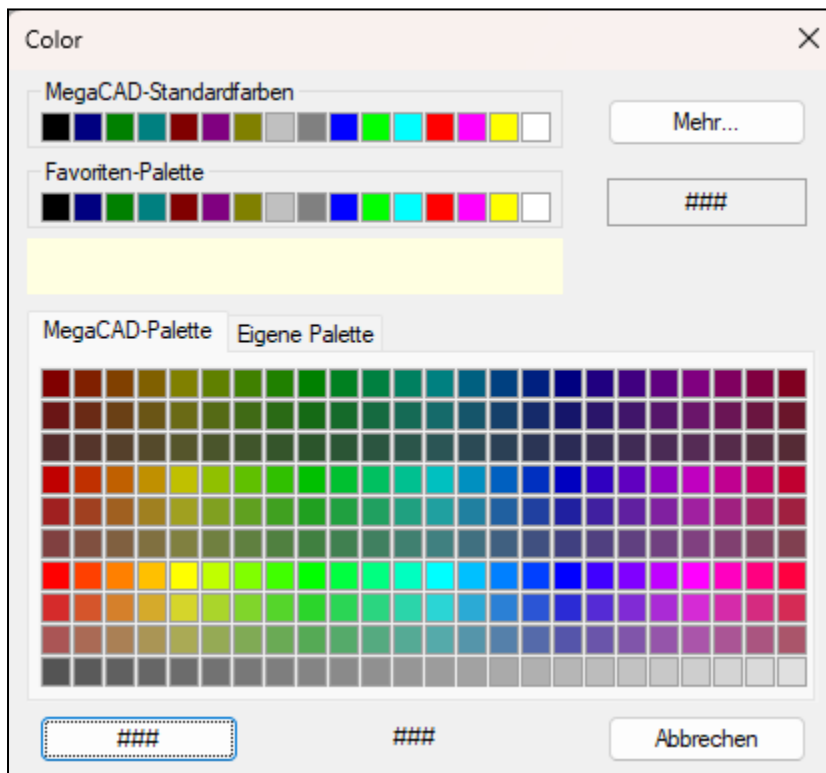 Color
MegaCAD-Standardfarben
Mehr...
Favoriten-Palette
###
MegaCAD-Palette
Eigene Palette
###
###
Abbrechen